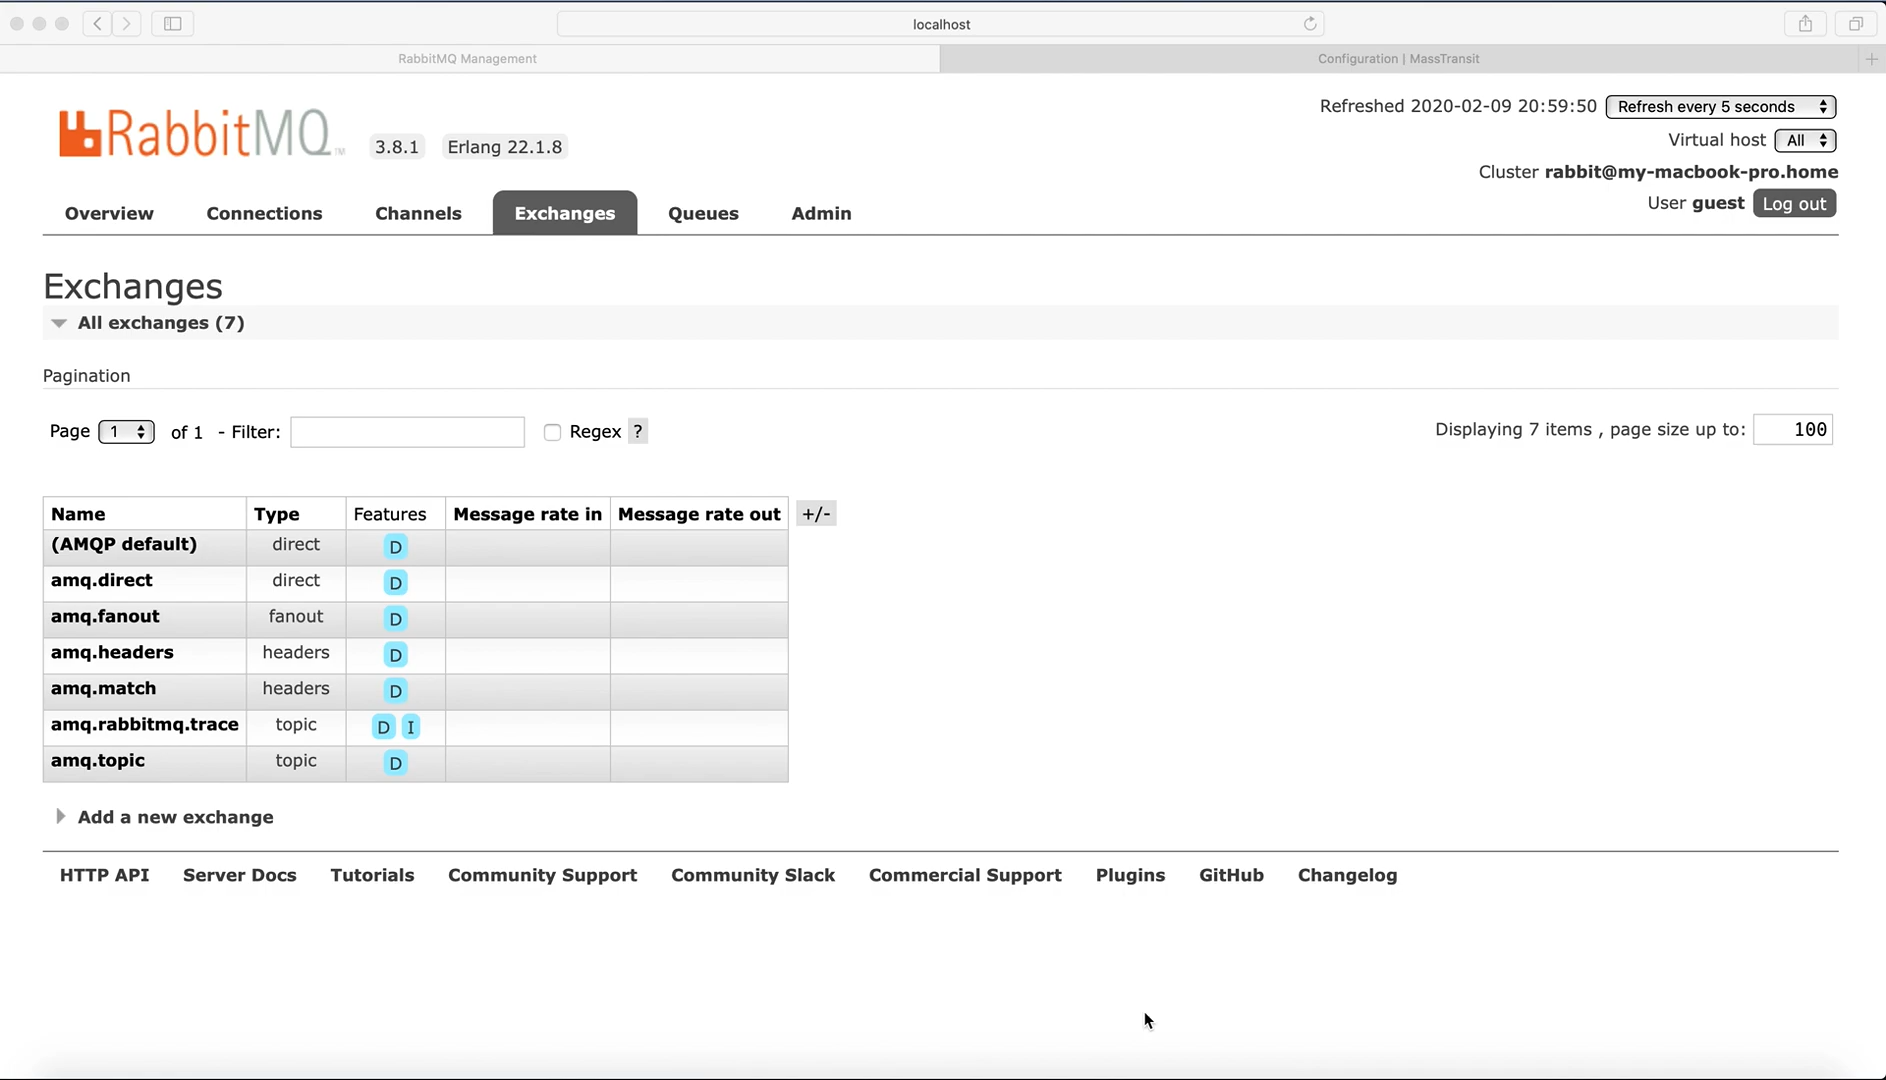 localhost
RabbitMQ Management
Configuration | MassTransit
+
RabbitMQ TM
3.8.1
Erlang 22.1.8
Refreshed 2020-02-09 20:59:50
Refresh every 5 seconds
Virtual host
All
Cluster rabbit@my-macbook-pro.home
User guest
Log out
Overview
Connections
Channels
Exchanges
Queues
Admin
Exchanges
All exchanges (7)
Pagination
Page 1 of 1 - Filter: Regex ?
Displaying 7 items , page size up to: 100
Name Type Features Message rate in Message rate out +/-
(AMQP default) direct D
amq.direct direct D
amq.fanout fanout D
amq.headers headers D
amq.match headers D
amq.rabbitmq.trace topic D I
amq.topic topic D
Add a new exchange
HTTP API Server Docs Tutorials Community Support Community Slack Commercial Support Plugins GitHub Changelog